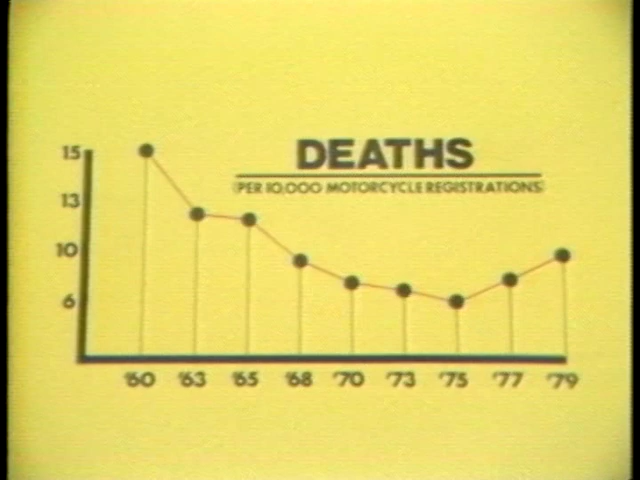 DEATHS
(PER 10,000 MOTORCYCLE REGISTRATIONS)
15
13
10
6
'60 '63 '65 '68 '70 '73 '75 '77 '79